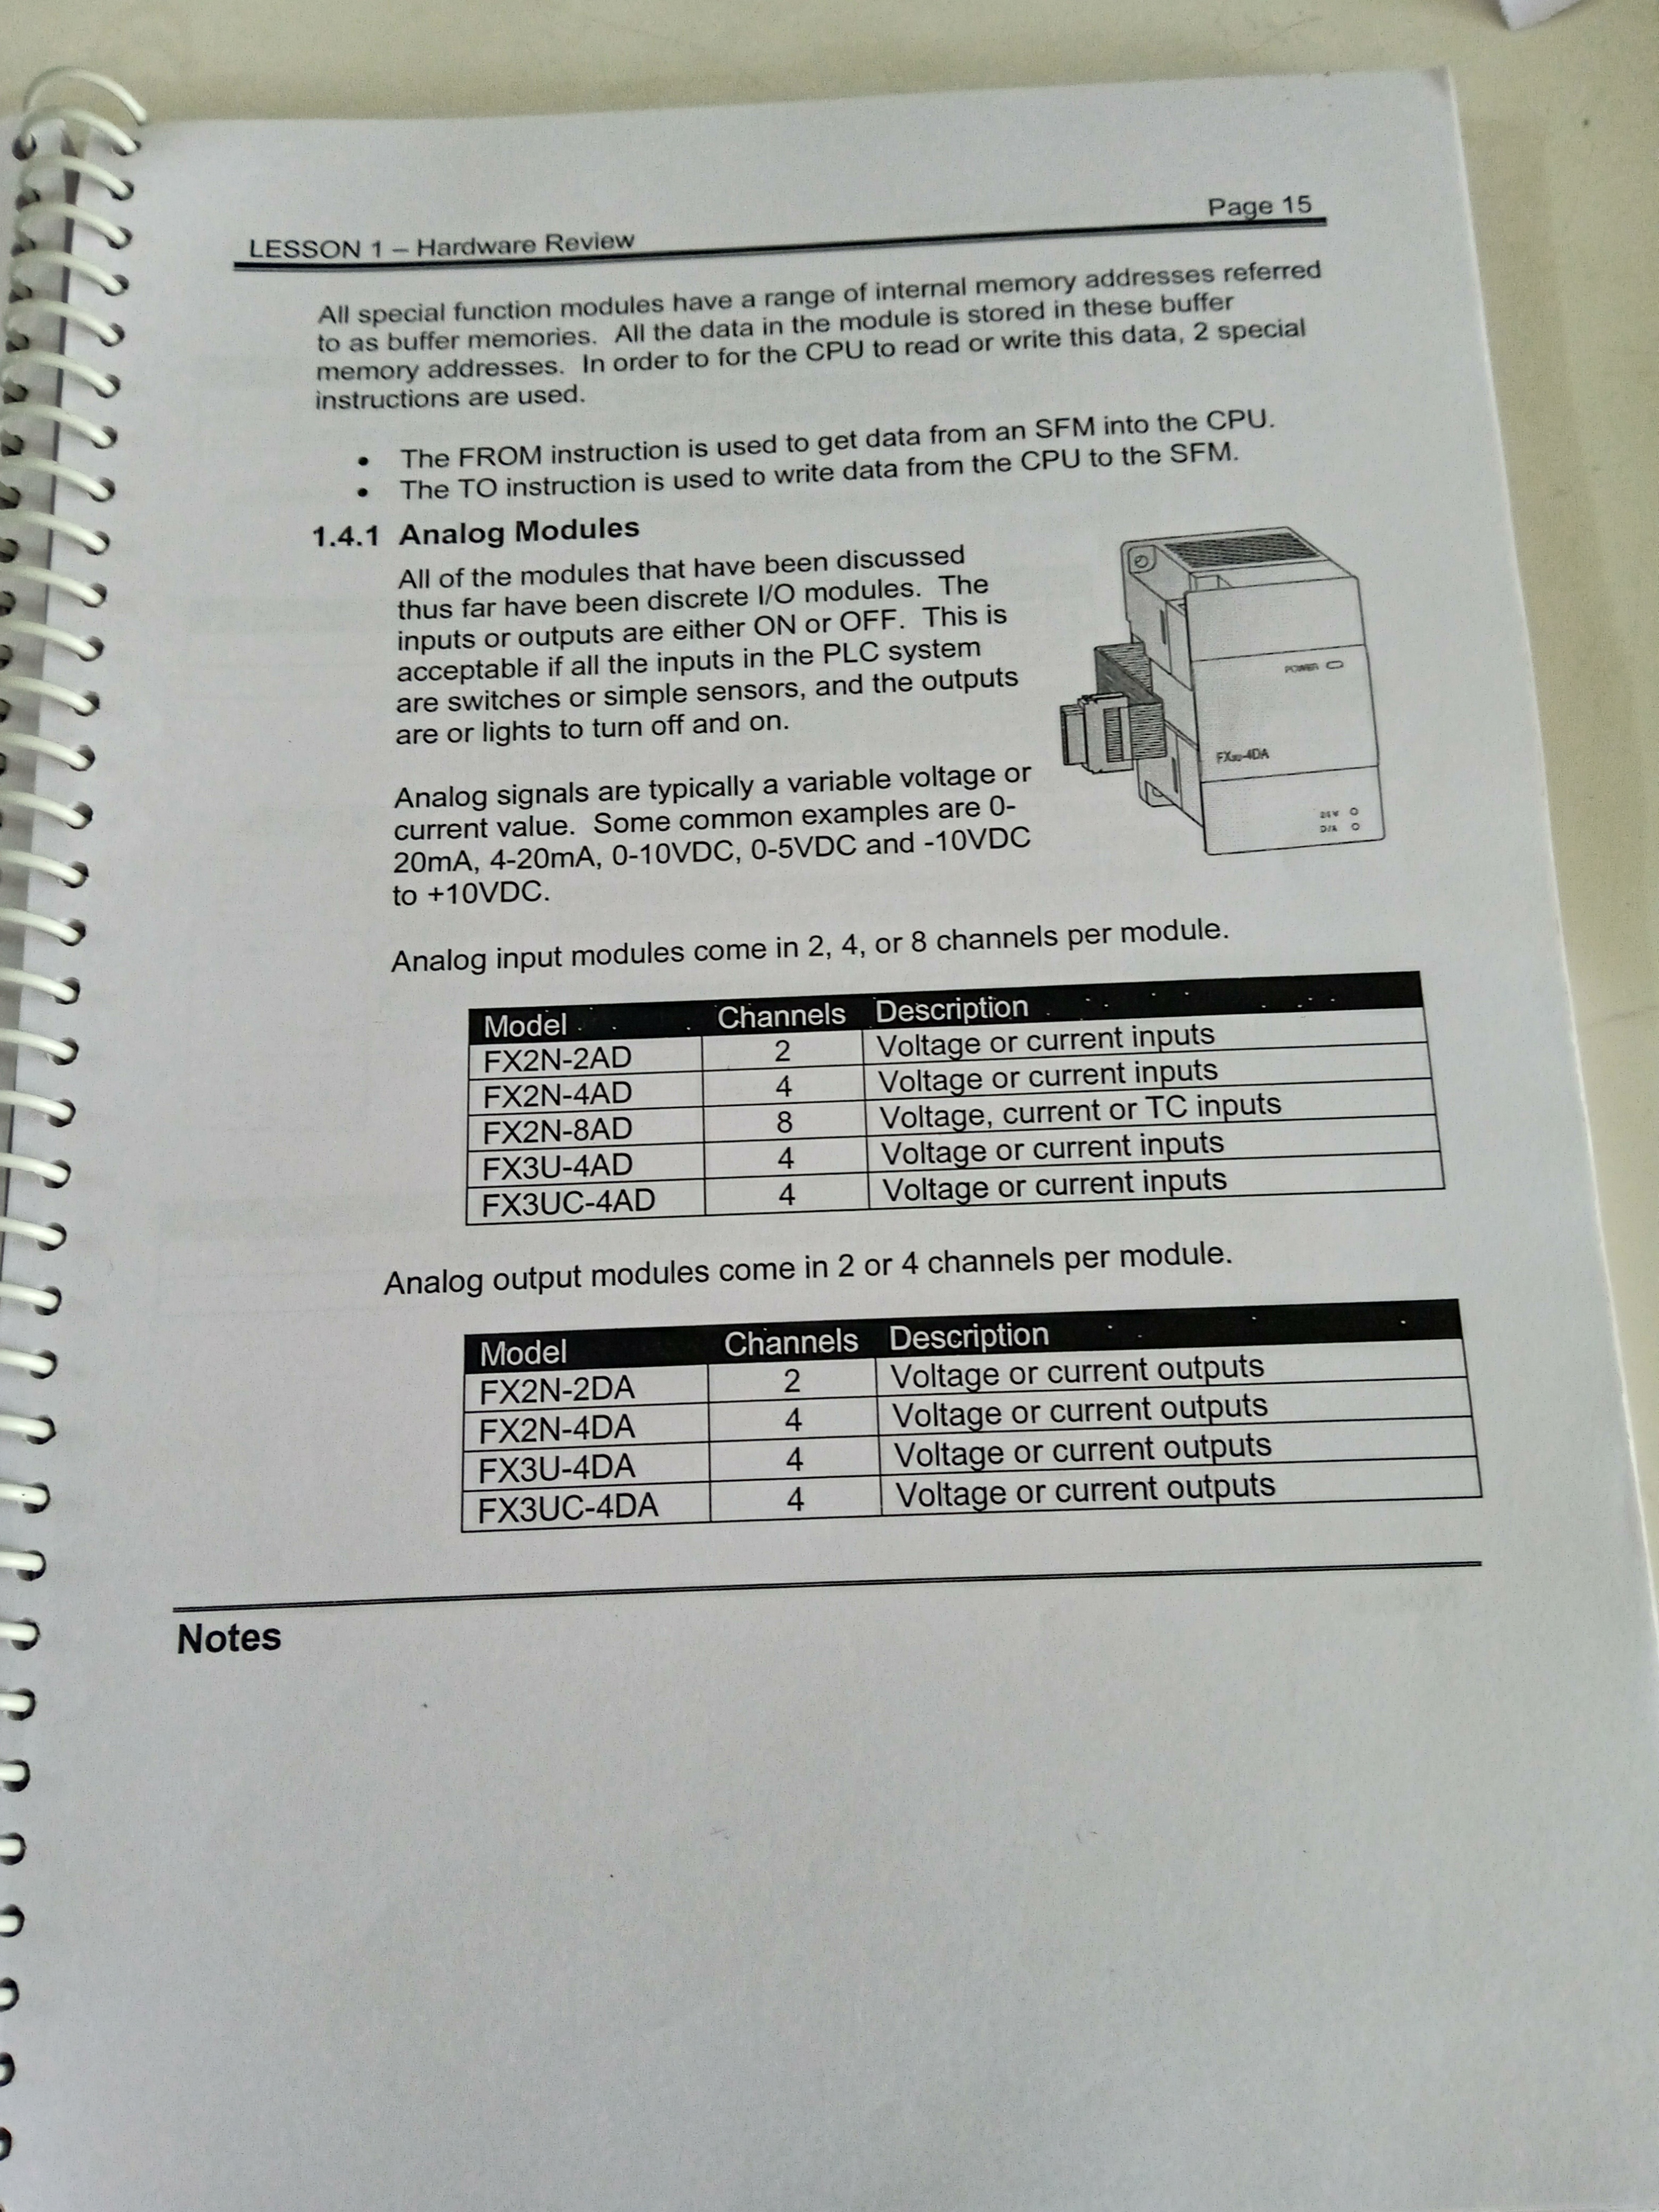 Page 15
LESSON 1 – Hardware Review
All special function modules have a range of internal memory addresses referred
to as buffer memories. All the data in the module is stored in these buffer
memory addresses. In order to for the CPU to read or write this data, 2 special
instructions are used.
• The FROM instruction is used to get data from an SFM into the CPU.
• The TO instruction is used to write data from the CPU to the SFM.
1.4.1 Analog Modules
All of the modules that have been discussed
thus far have been discrete I/O modules. The
inputs or outputs are either ON or OFF. This is
acceptable if all the inputs in the PLC system
are switches or simple sensors, and the outputs
are or lights to turn off and on.
POWER
FX3U-4DA
24V
D/A
Analog signals are typically a variable voltage or
current value. Some common examples are 0-
20mA, 4-20mA, 0-10VDC, 0-5VDC and -10VDC
to +10VDC.
Analog input modules come in 2, 4, or 8 channels per module.
Model Channels Description
FX2N-2AD 2 Voltage or current inputs
FX2N-4AD 4 Voltage or current inputs
FX2N-8AD 8 Voltage, current or TC inputs
FX3U-4AD 4 Voltage or current inputs
FX3UC-4AD 4 Voltage or current inputs
Analog output modules come in 2 or 4 channels per module.
Model Channels Description
FX2N-2DA 2 Voltage or current outputs
FX2N-4DA 4 Voltage or current outputs
FX3U-4DA 4 Voltage or current outputs
FX3UC-4DA 4 Voltage or current outputs
Notes